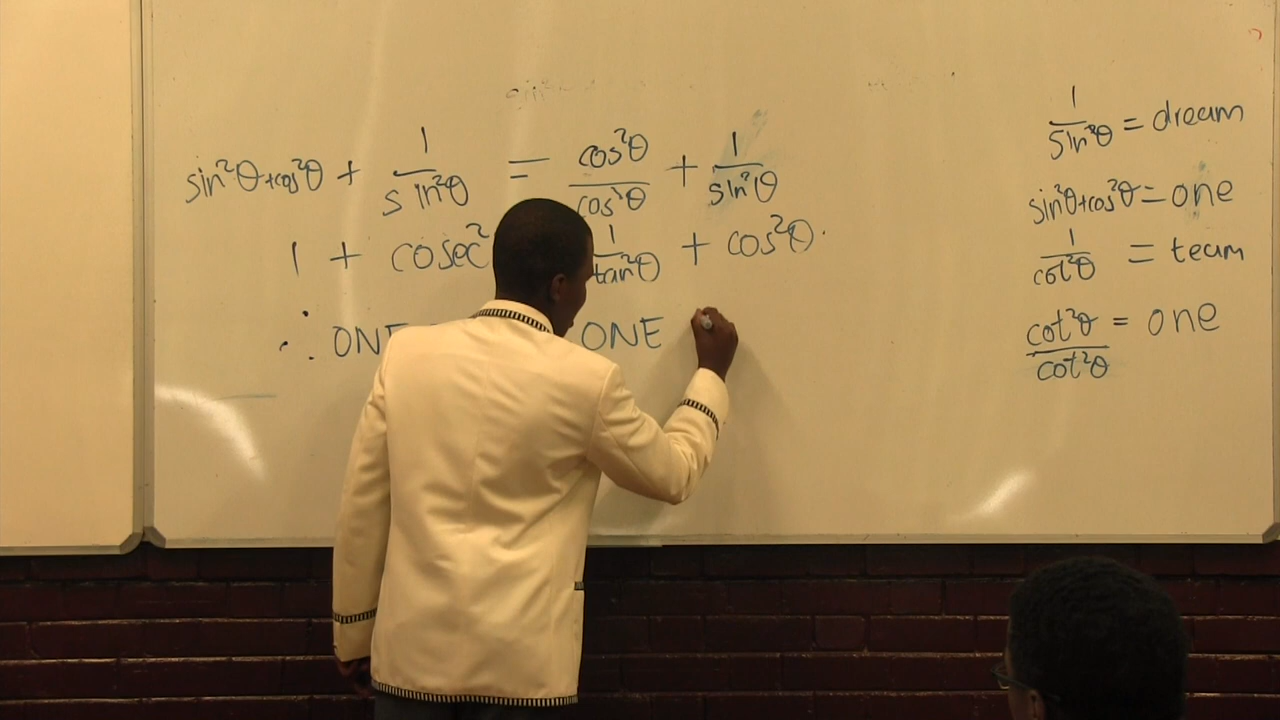 sin²θ+cos²θ + 1/sin²θ = cos²θ/cos²θ + 1/sin²θ
1 + cosec² 1/tan²θ + cos²θ.
∴ ONE ONE
1/sin²θ = dream
sin²θ+cos²θ = one
1/cot²θ = team
cot²θ/cot²θ = one